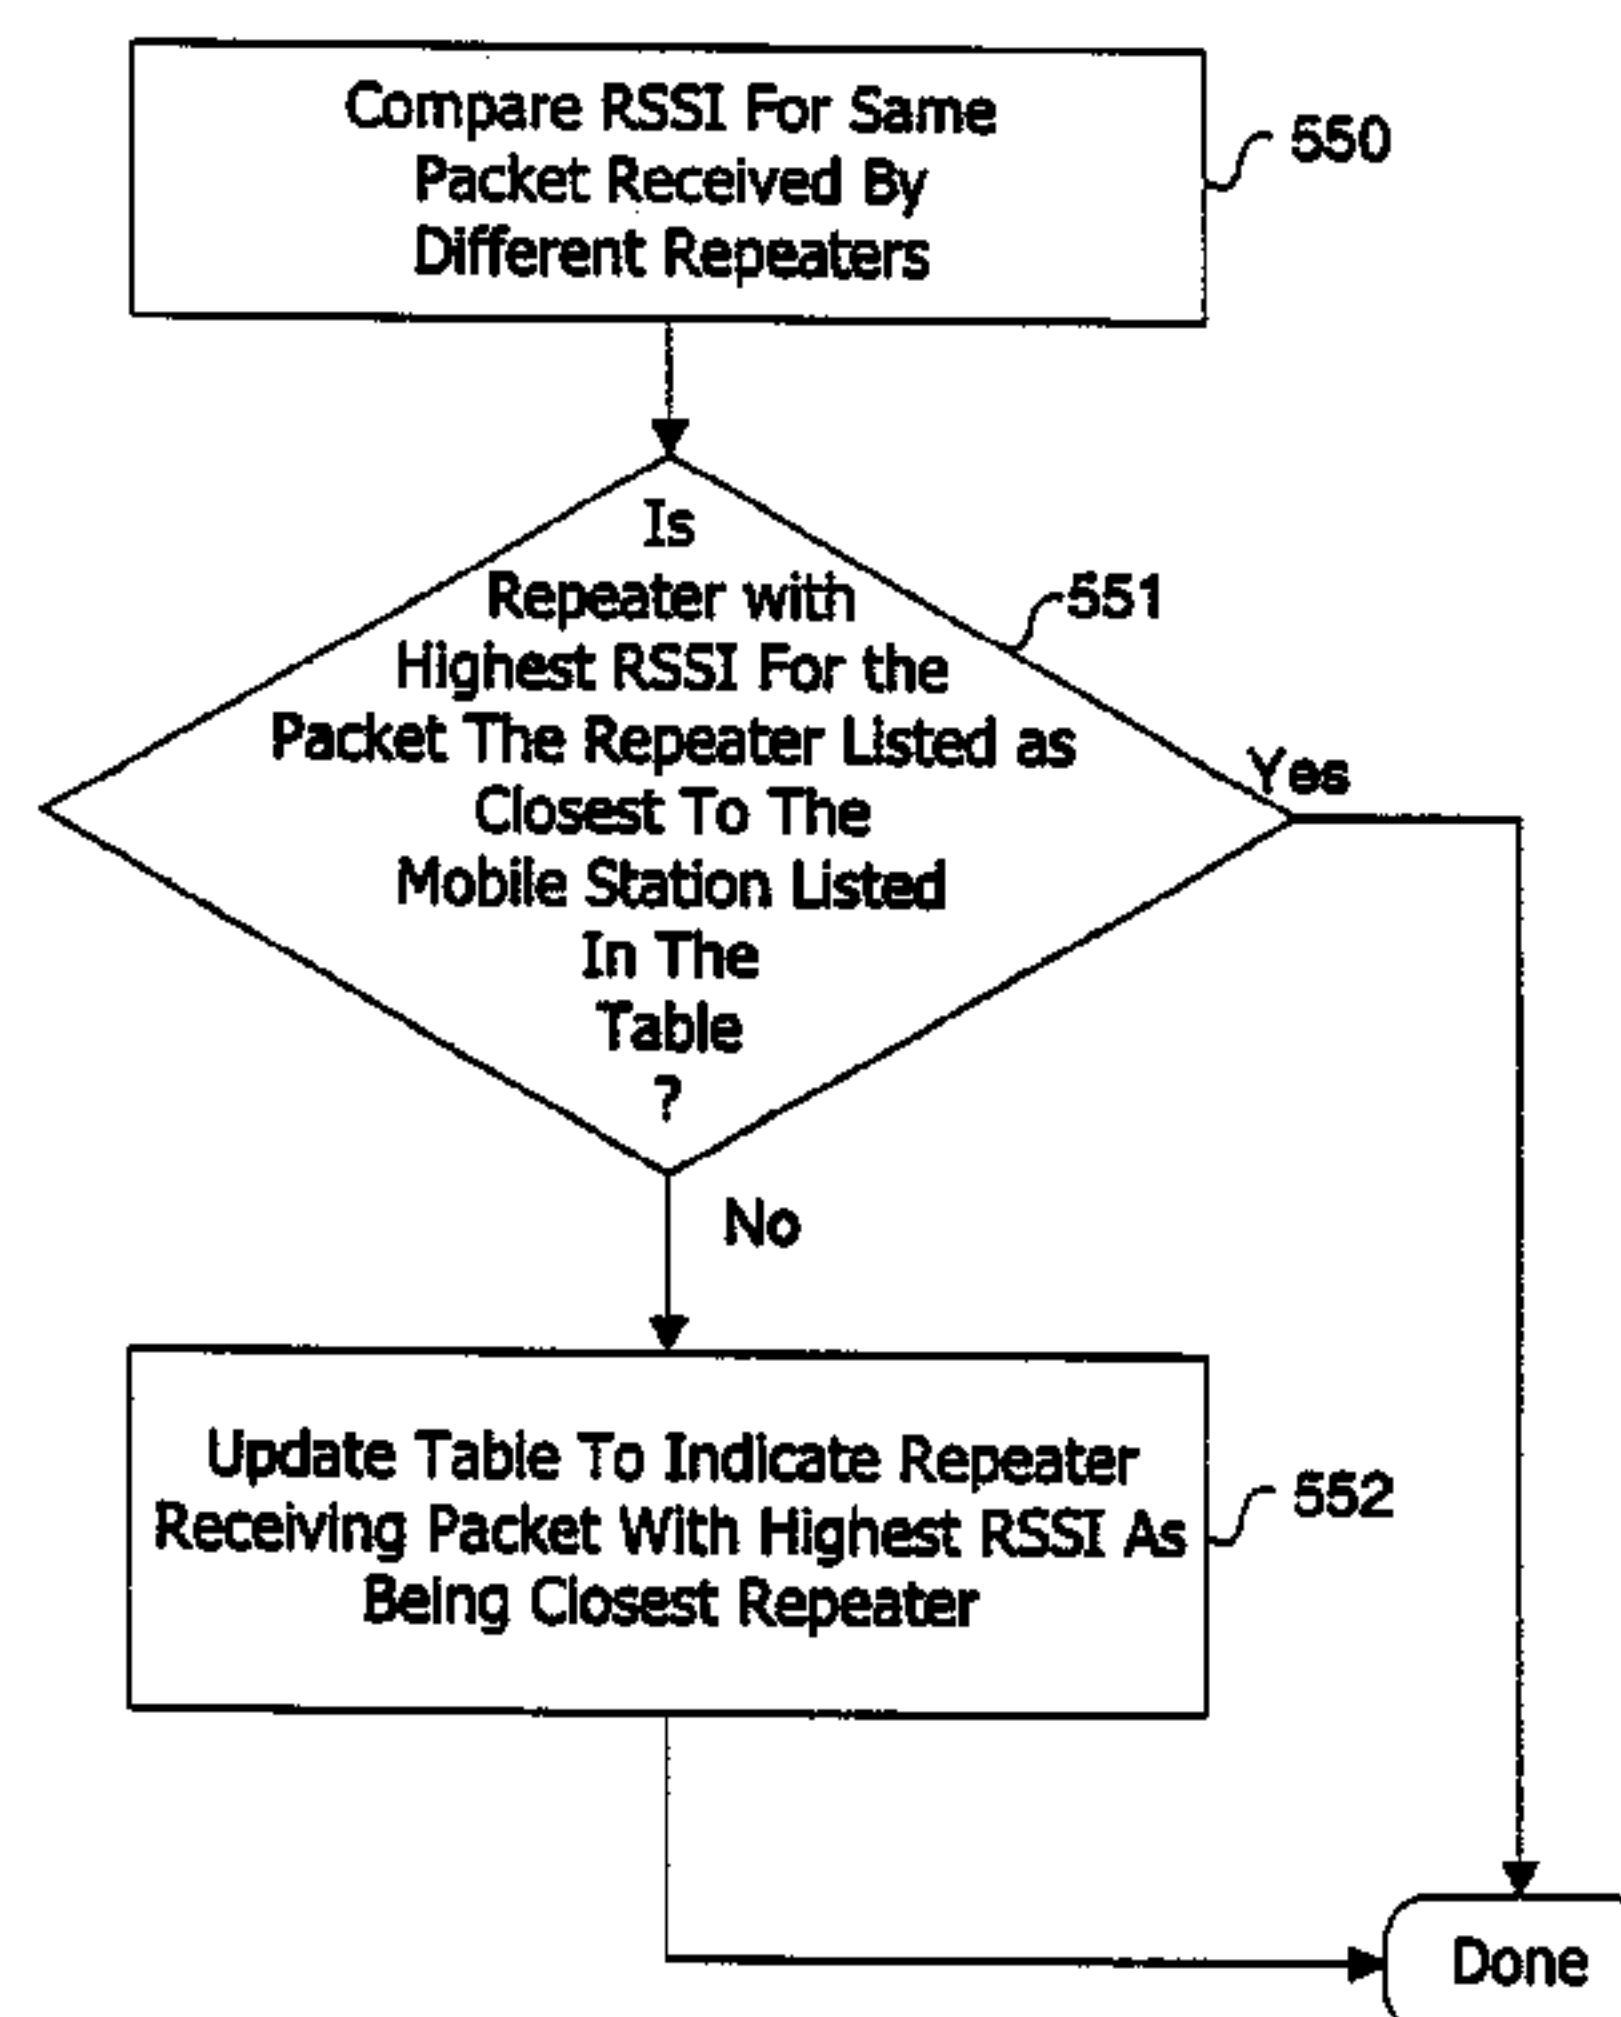 Compare RSSI For Same
Packet Received By
Different Repeaters
550
Is
Repeater with
Highest RSSI For the
Packet The Repeater Listed as
Closest To The
Mobile Station Listed
In The
Table
?
551
Yes
No
Update Table To Indicate Repeater
Receiving Packet With Highest RSSI As
Being Closest Repeater
552
Done